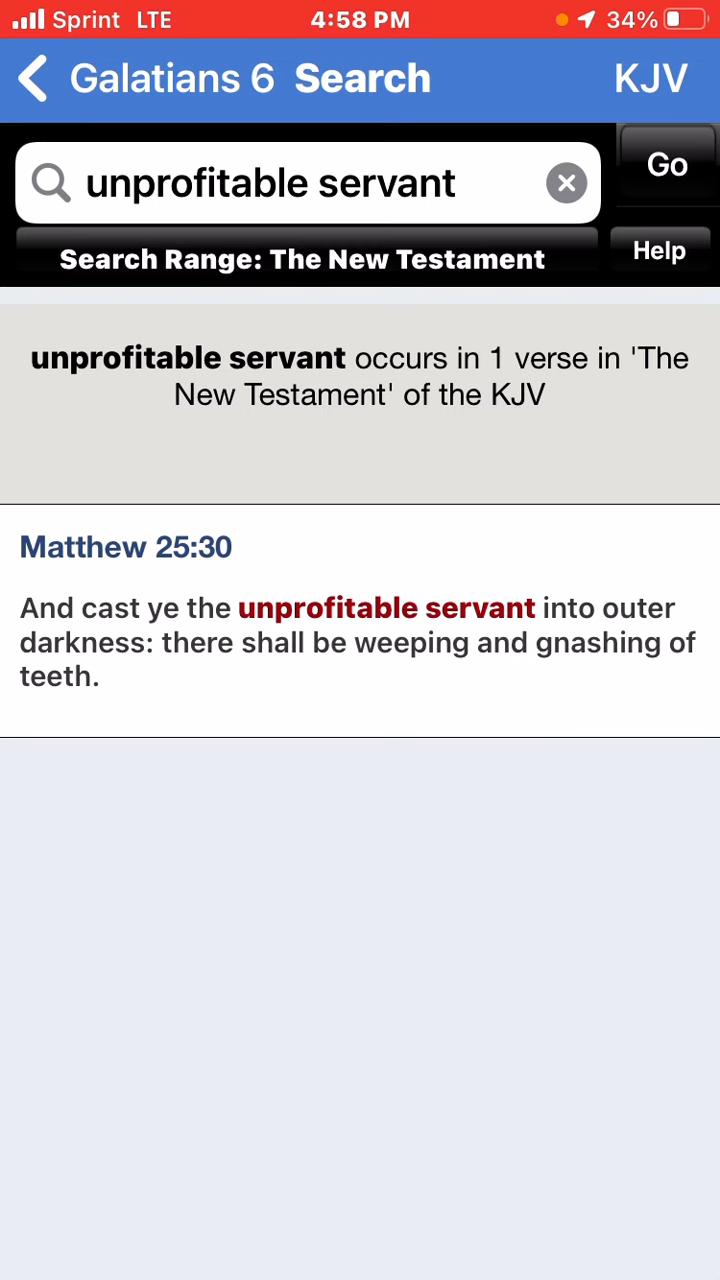 Sprint LTE 4:58 PM 34%
Galatians 6 Search KJV
unprofitable servant Go
Search Range: The New Testament Help
unprofitable servant occurs in 1 verse in 'The
New Testament' of the KJV
Matthew 25:30
And cast ye the unprofitable servant into outer
darkness: there shall be weeping and gnashing of
teeth.